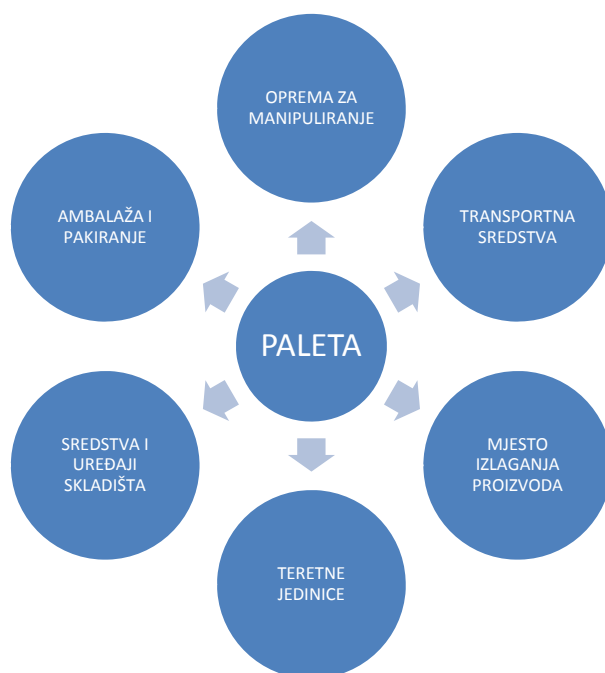 OPREMA ZA
MANIPULIRANJE
AMBALAŽA I
PAKIRANJE
TRANSPORTNA
SREDSTVA
PALETA
SREDSTVA I
UREĐAJI
SKLADIŠTA
MJESTO
IZLAGANJA
PROIZVODA
TERETNE
JEDINICE